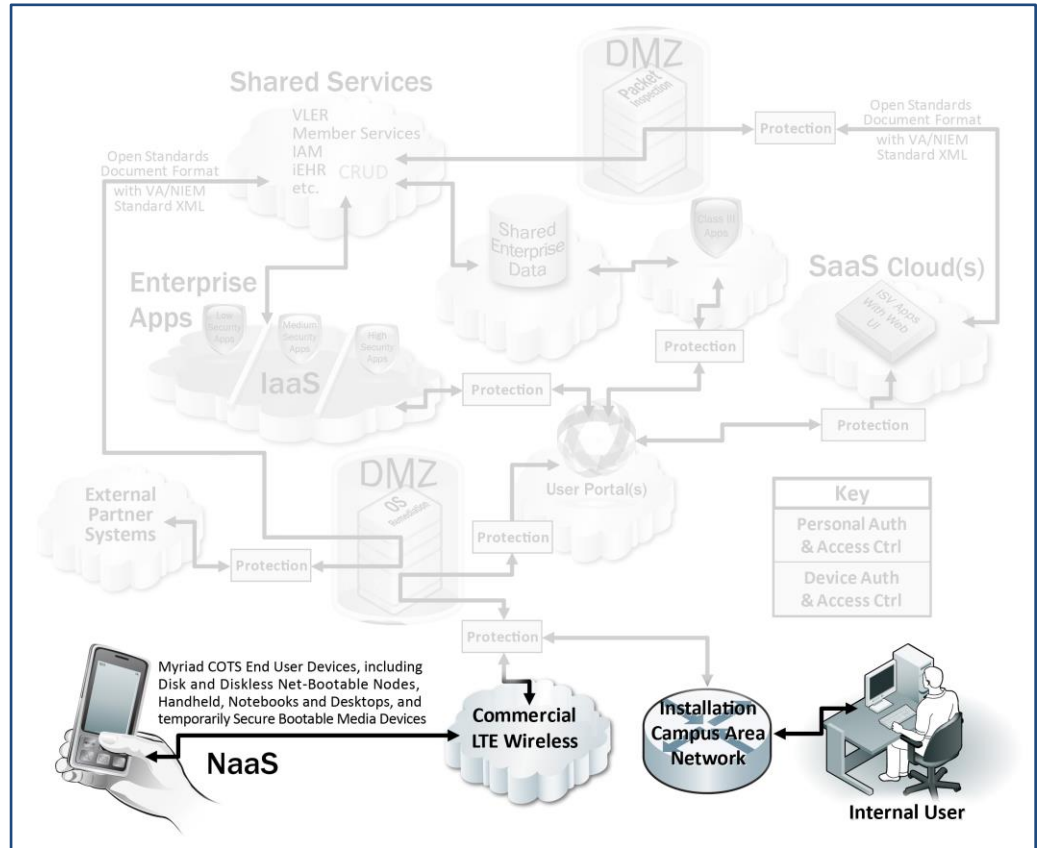 DMZ
Packet
Inspection
Shared Services
VLER
Member Services
IAM
iEHR
etc.
CRUD
Protection
Open Standards
Document Format
with VA/NIEM
Standard XML
Open Standards
Document Format
with VA/NIEM
Standard XML
Shared
Enterprise
Data
Class III
Apps
SaaS Cloud(s)
ISV Apps
With Web
UI
Enterprise
Apps
Low
Security
Apps
Medium
Security
Apps
High
Security
Apps
IaaS
Protection
Protection
Protection
DMZ
OS
Remediation
User Portal(s)
External
Partner
Systems
Protection
Protection
Key
Personal Auth
& Access Ctrl
Device Auth
& Access Ctrl
Protection
Myriad COTS End User Devices, including
Disk and Diskless Net-Bootable Nodes,
Handheld, Notebooks and Desktops, and
temporarily Secure Bootable Media Devices
NaaS
Commercial
LTE Wireless
Installation
Campus Area
Network
Internal User